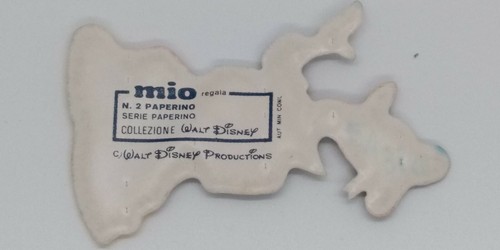 mio regala
N. 2 PAPERINO
SERIE PAPERINO
COLLEZIONE WALT DISNEY
AUT. MIN. CONC.
C/WALT DISNEY PRODUCTIONS